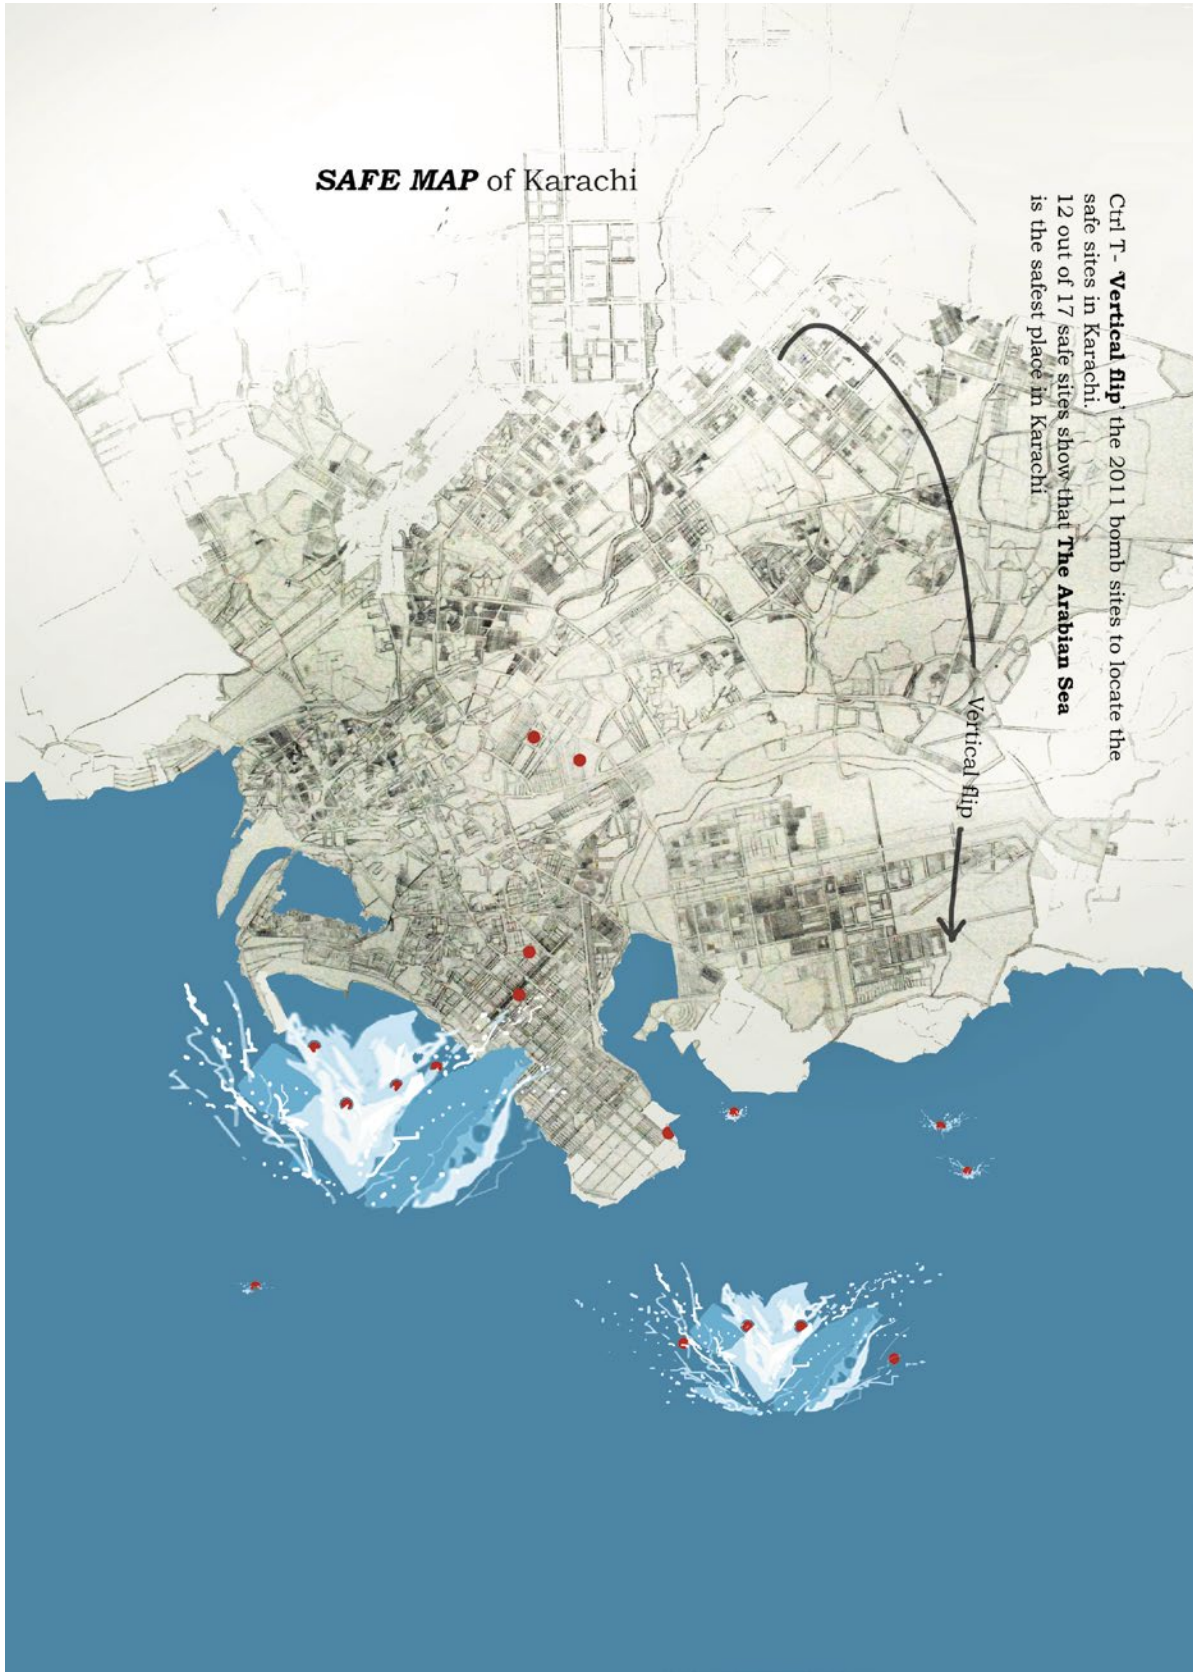 SAFE MAP of Karachi
Ctrl T - 'Vertical flip' the 2011 bomb sites to locate the
safe sites in Karachi.
12 out of 17 safe sites show that The Arabian Sea
is the safest place in Karachi
Vertical flip